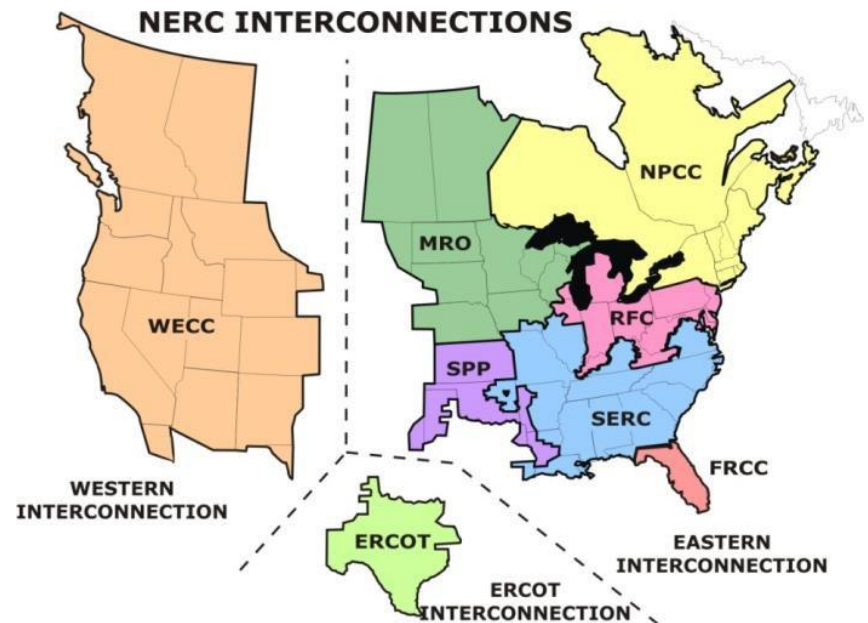 NERC INTERCONNECTIONS
NPCC
MRO
WECC
RFC
SPP
SERC
FRCC
WESTERN
INTERCONNECTION
ERCOT
EASTERN
INTERCONNECTION
ERCOT
INTERCONNECTION